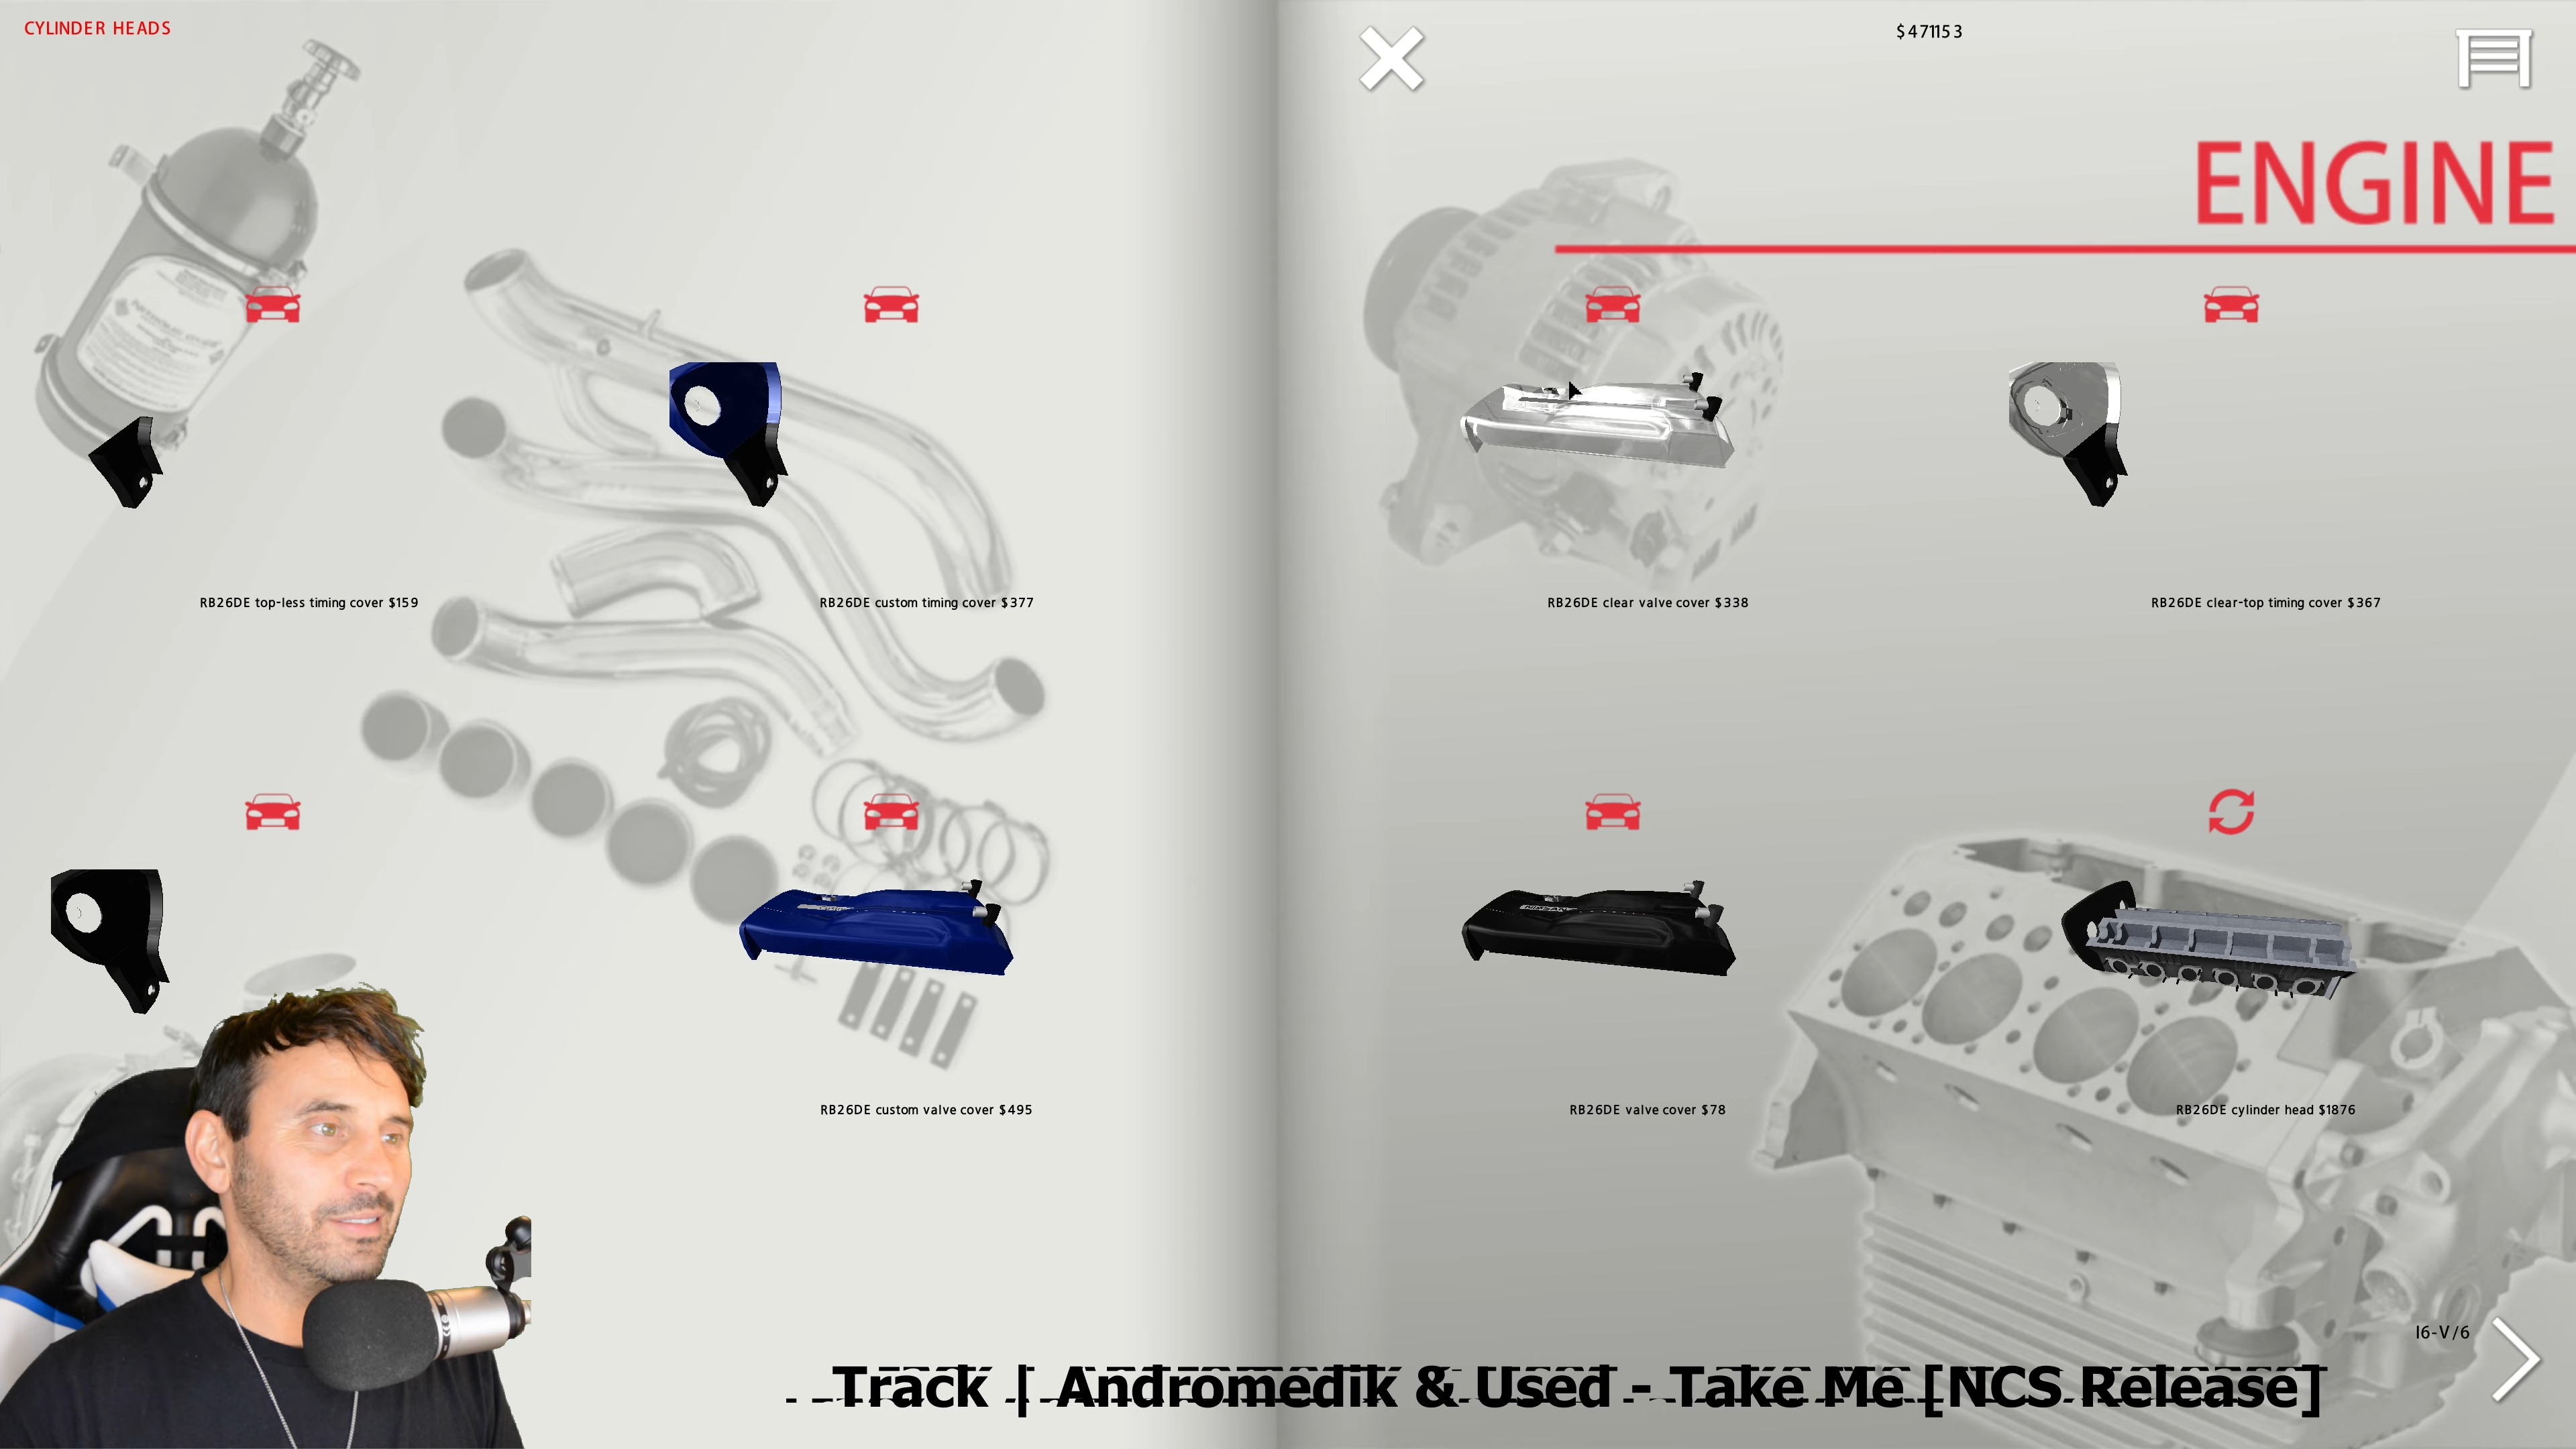 CYLINDER HEADS
$471153
ENGINE
RB26DE top-less timing cover $159
RB26DE custom timing cover $377
RB26DE clear valve cover $338
RB26DE clear-top timing cover $367
RB26DE custom valve cover $495
RB26DE valve cover $78
RB26DE cylinder head $1876
I6-V/6
Track | Andromedik & Used - Take Me [NCS Release]